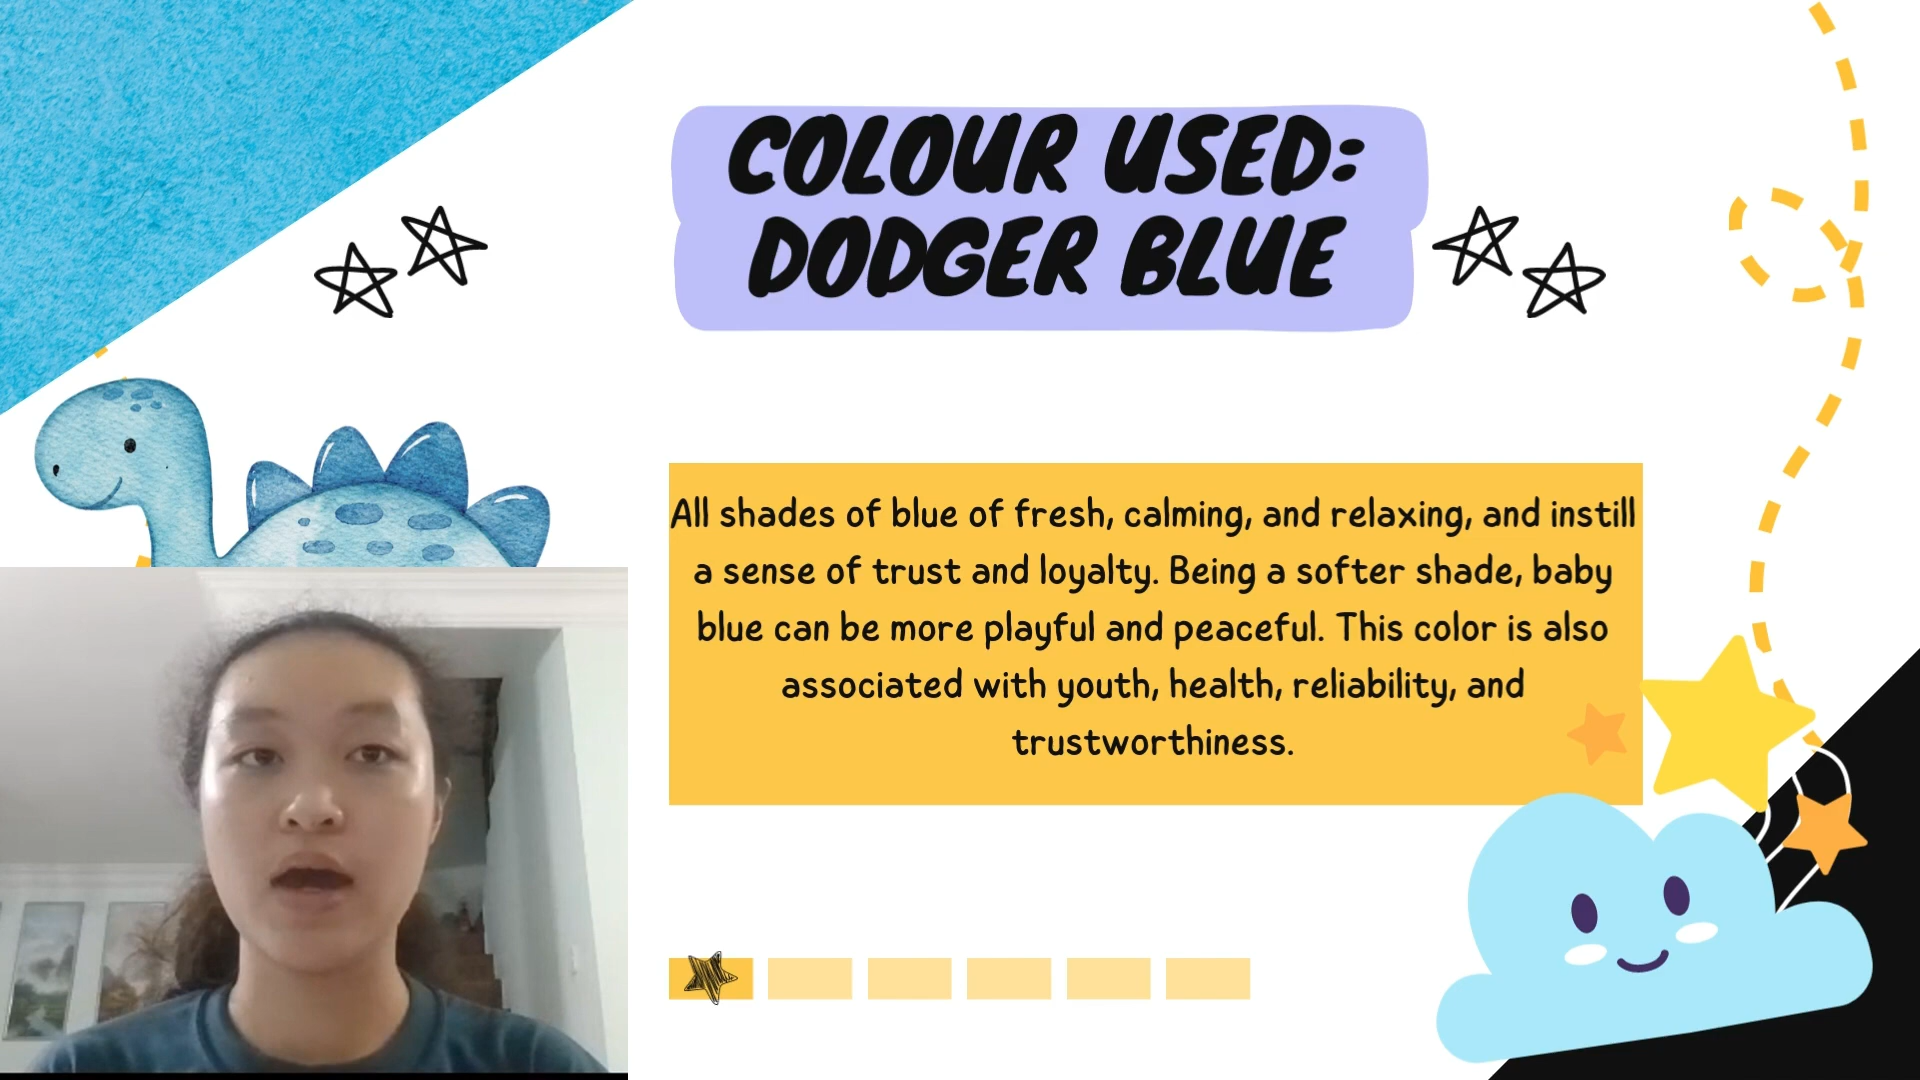 COLOUR USED:
DODGER BLUE
All shades of blue of fresh, calming, and relaxing, and instill
a sense of trust and loyalty. Being a softer shade, baby
blue can be more playful and peaceful. This color is also
associated with youth, health, reliability, and
trustworthiness.